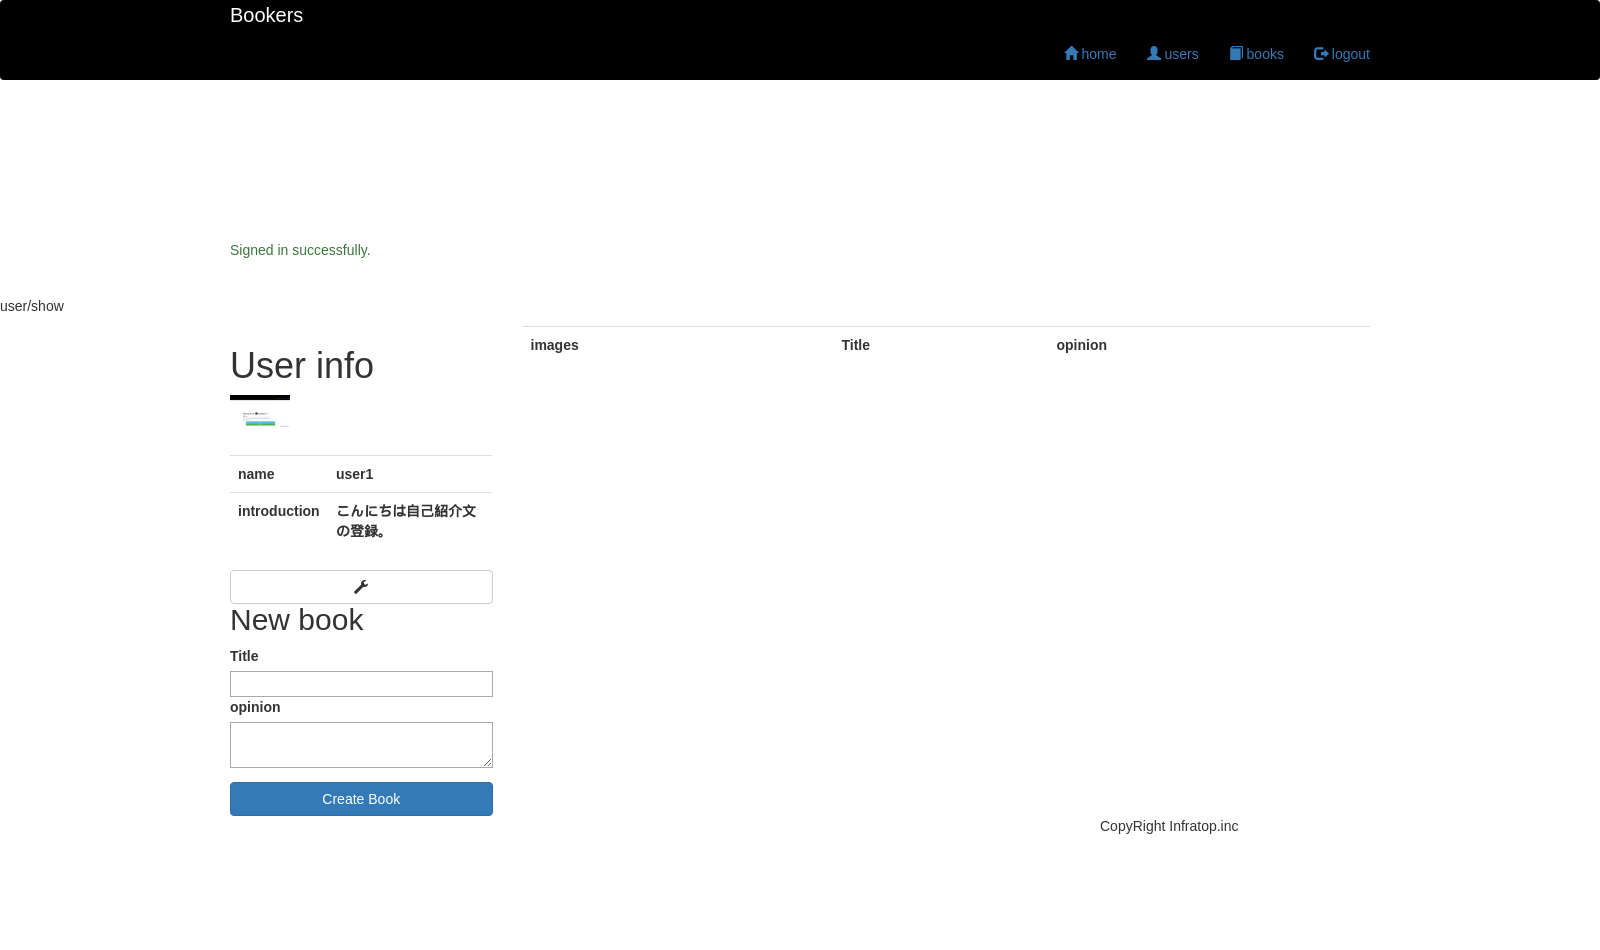 Bookers
home users books logout
Signed in successfully.
user/show
images Title opinion
User info
name user1
introduction こんにちは自己紹介文
の登録。
New book
Title
opinion
Create Book
CopyRight Infratop.inc